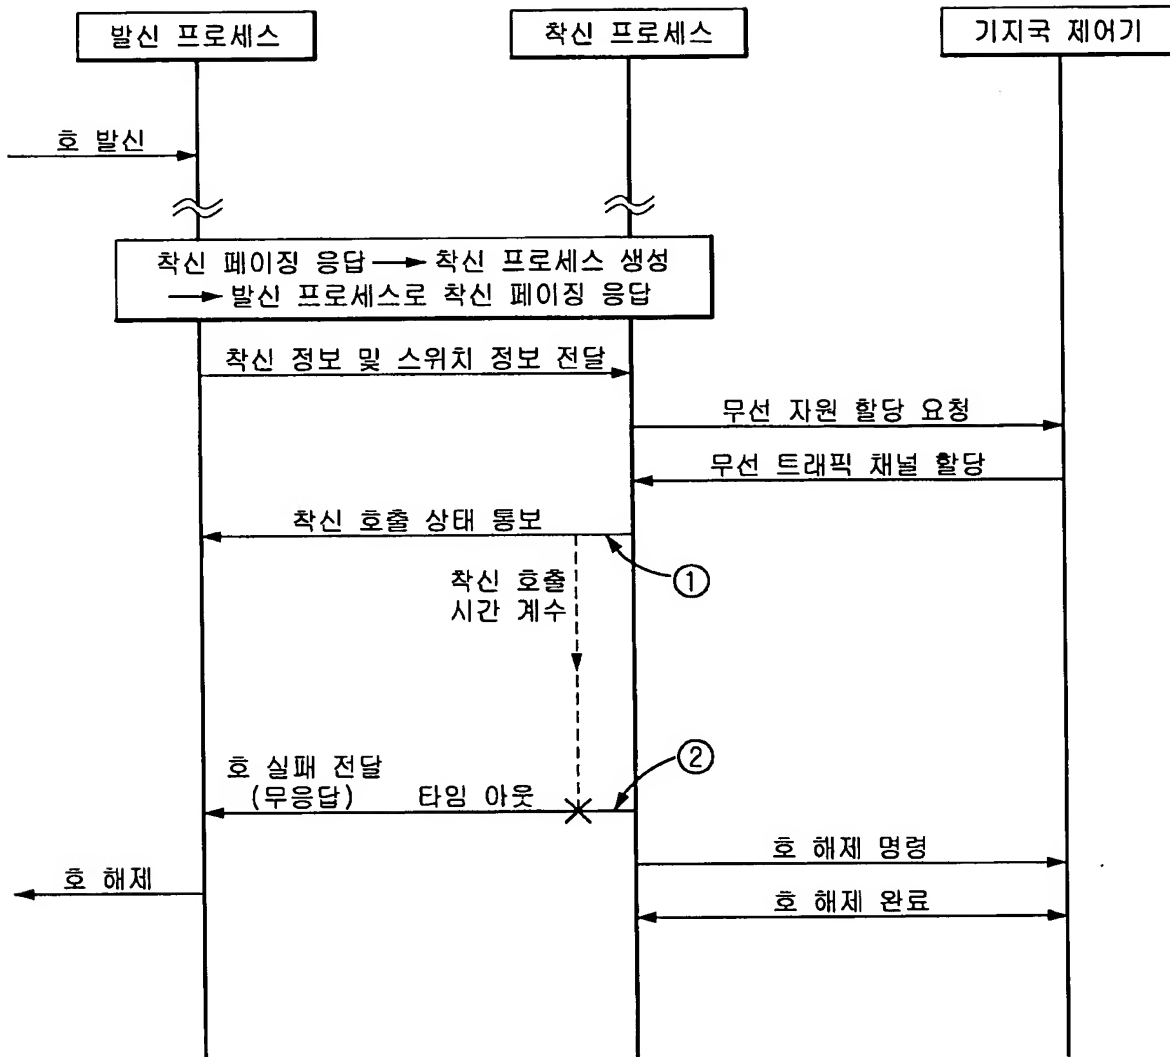 발신 프로세스
착신 프로세스
기지국 제어기
호 발신
착신 페이징 응답 → 착신 프로세스 생성
→ 발신 프로세스로 착신 페이징 응답
착신 정보 및 스위치 정보 전달
무선 자원 할당 요청
무선 트래픽 채널 할당
착신 호출 상태 통보
①
착신 호출
시간 계수
②
호 실패 전달
(무응답) 타임 아웃
호 해제 명령
호 해제
호 해제 완료